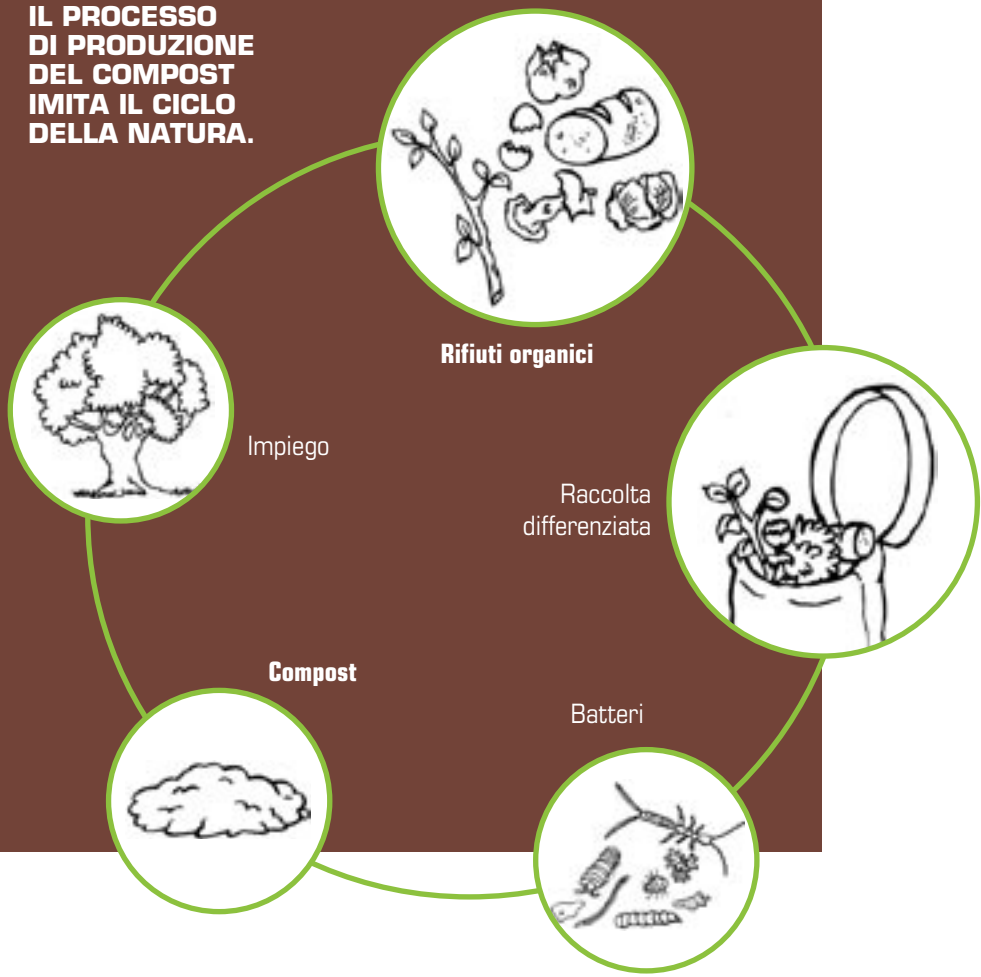 IL PROCESSO
DI PRODUZIONE
DEL COMPOST
IMITA IL CICLO
DELLA NATURA.
Rifiuti organici
Impiego
Raccolta
differenziata
Compost
Batteri